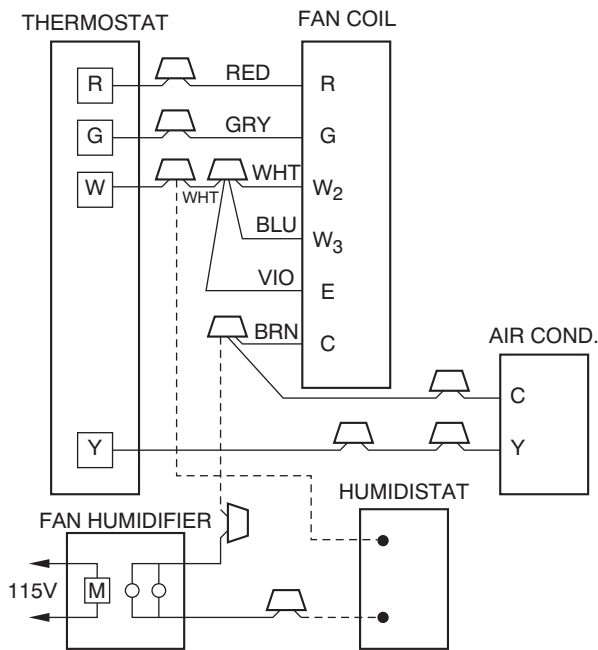 THERMOSTAT
FAN COIL
R
RED
R
G
GRY
G
W
WHT
WHT
W2
BLU
W3
VIO
E
BRN
C
AIR COND.
C
Y
Y
HUMIDISTAT
FAN HUMIDIFIER
115V
M